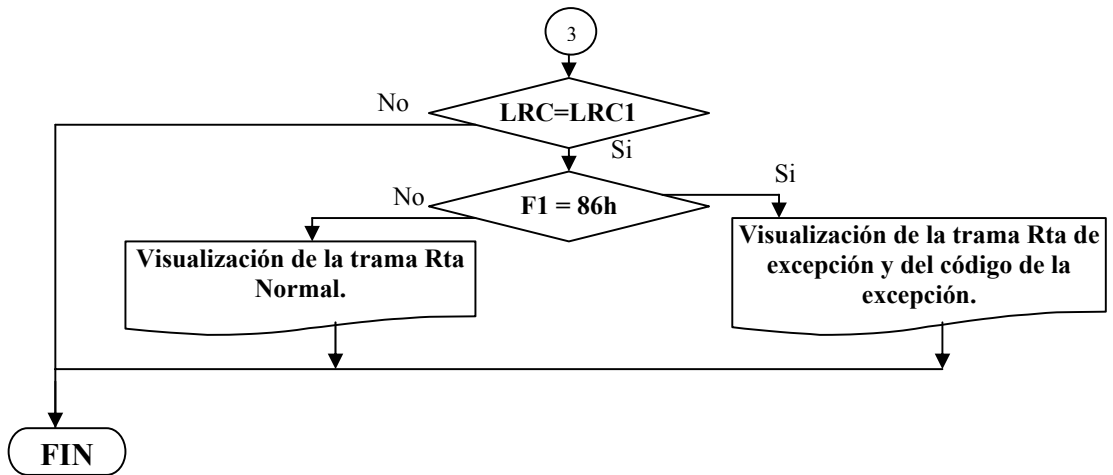 3
No
LRC=LRC1
Si
No
F1 = 86h
Si
Visualización de la trama Rta
Normal.
Visualización de la trama Rta de
excepción y del código de la
excepción.
FIN